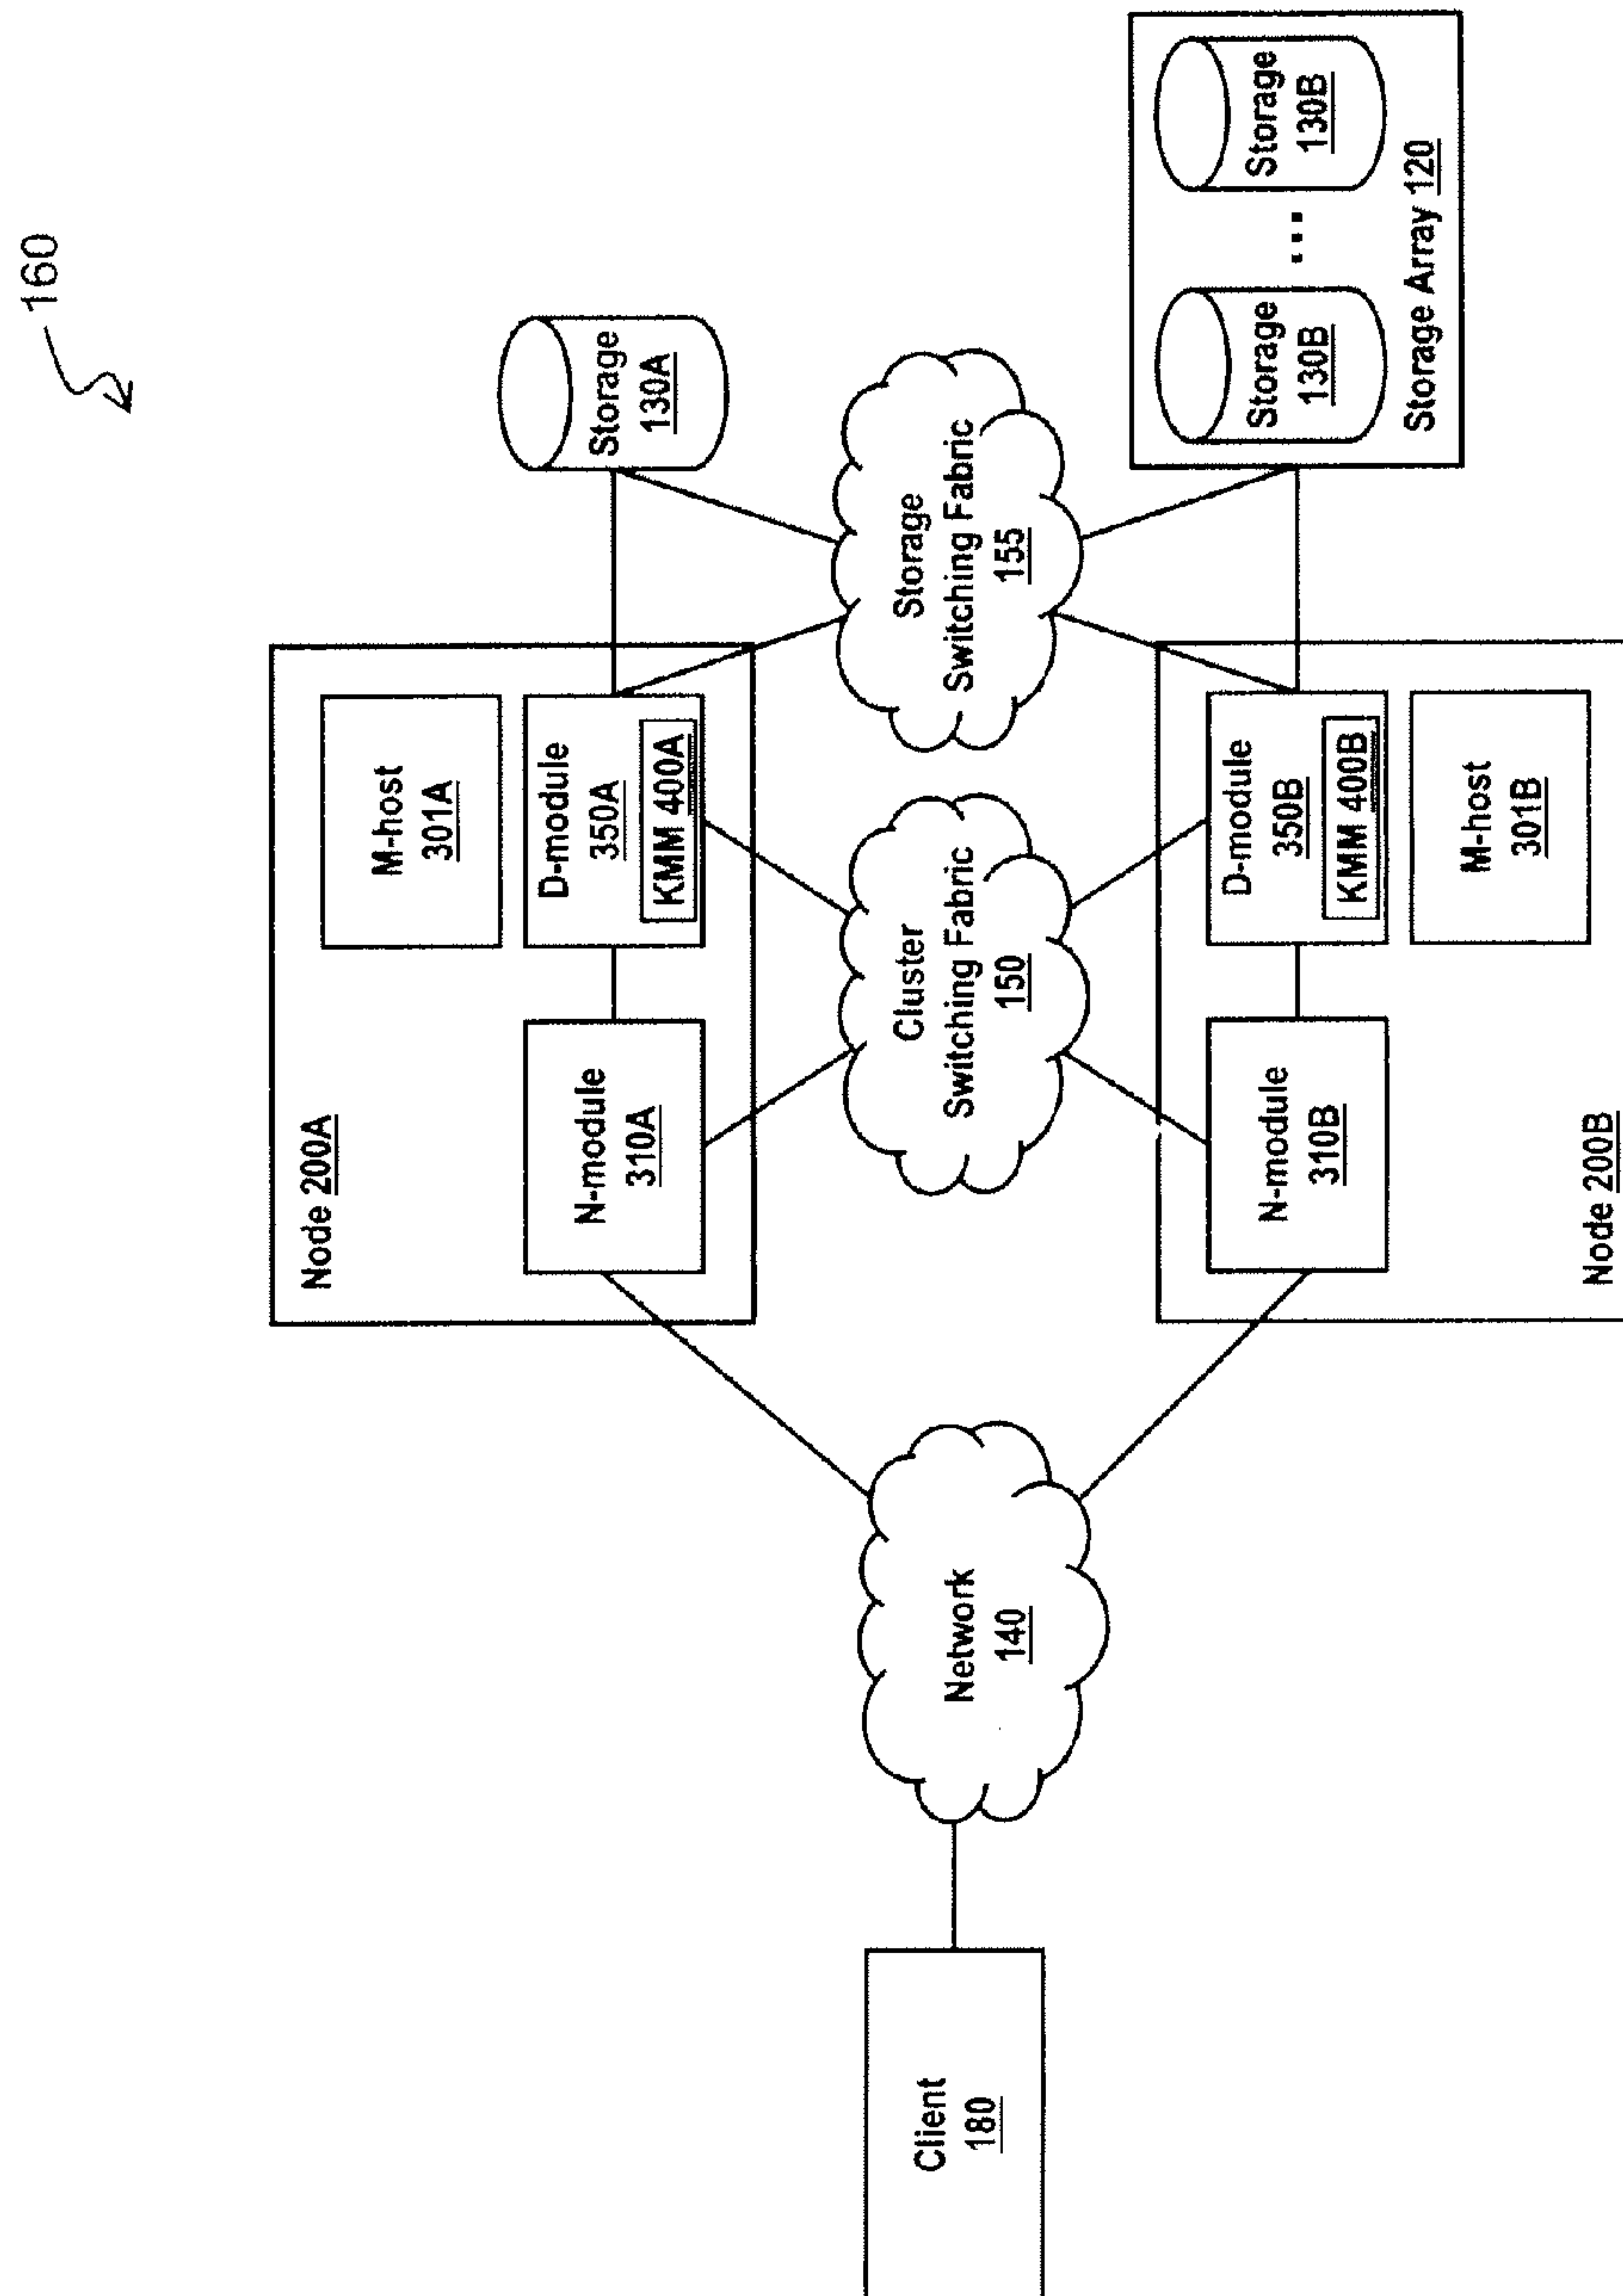 160
Node 200A
M-host
301A
N-module
310A
D-module
350A
KMM 400A
Storage
130A
Client
180
Network
140
Cluster
Switching Fabric
150
Storage
Switching Fabric
155
N-module
310B
D-module
350B
KMM 400B
M-host
301B
Node 200B
Storage
130B
...
Storage
130B
Storage Array 120